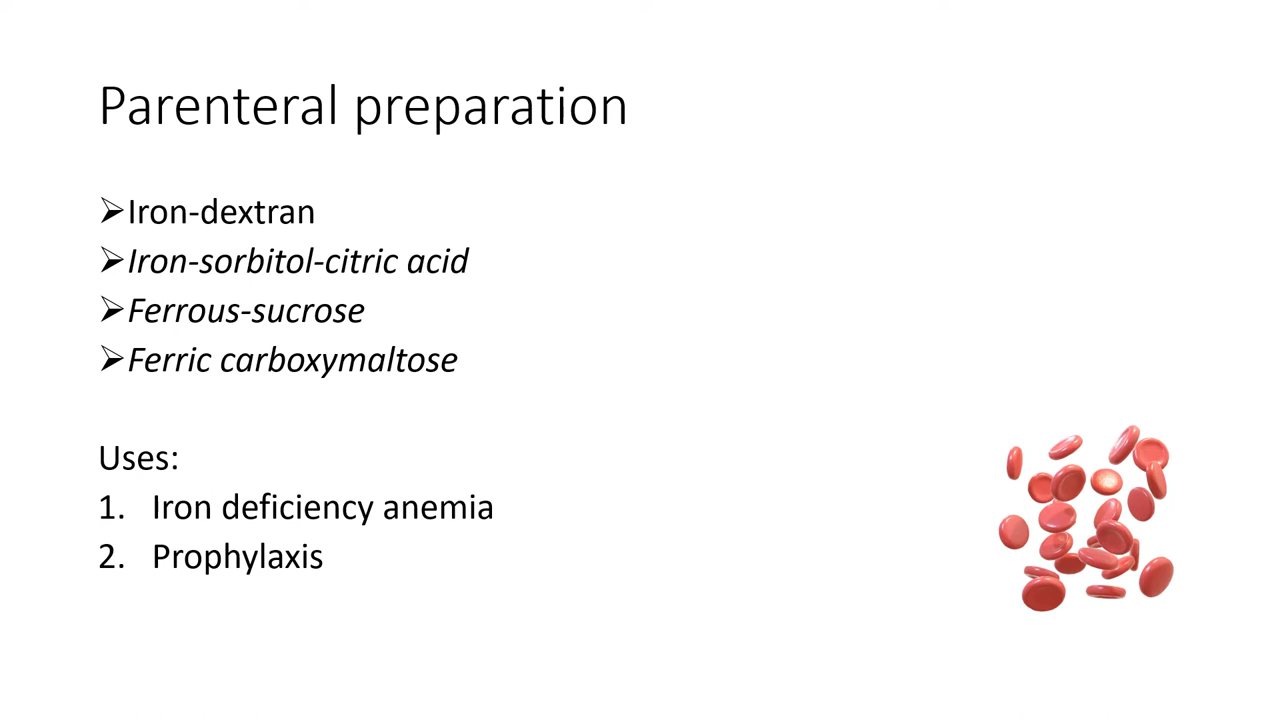 Parenteral preparation
➢Iron-dextran
➢Iron-sorbitol-citric acid
➢Ferrous-sucrose
➢Ferric carboxymaltose
Uses:
1. Iron deficiency anemia
2. Prophylaxis